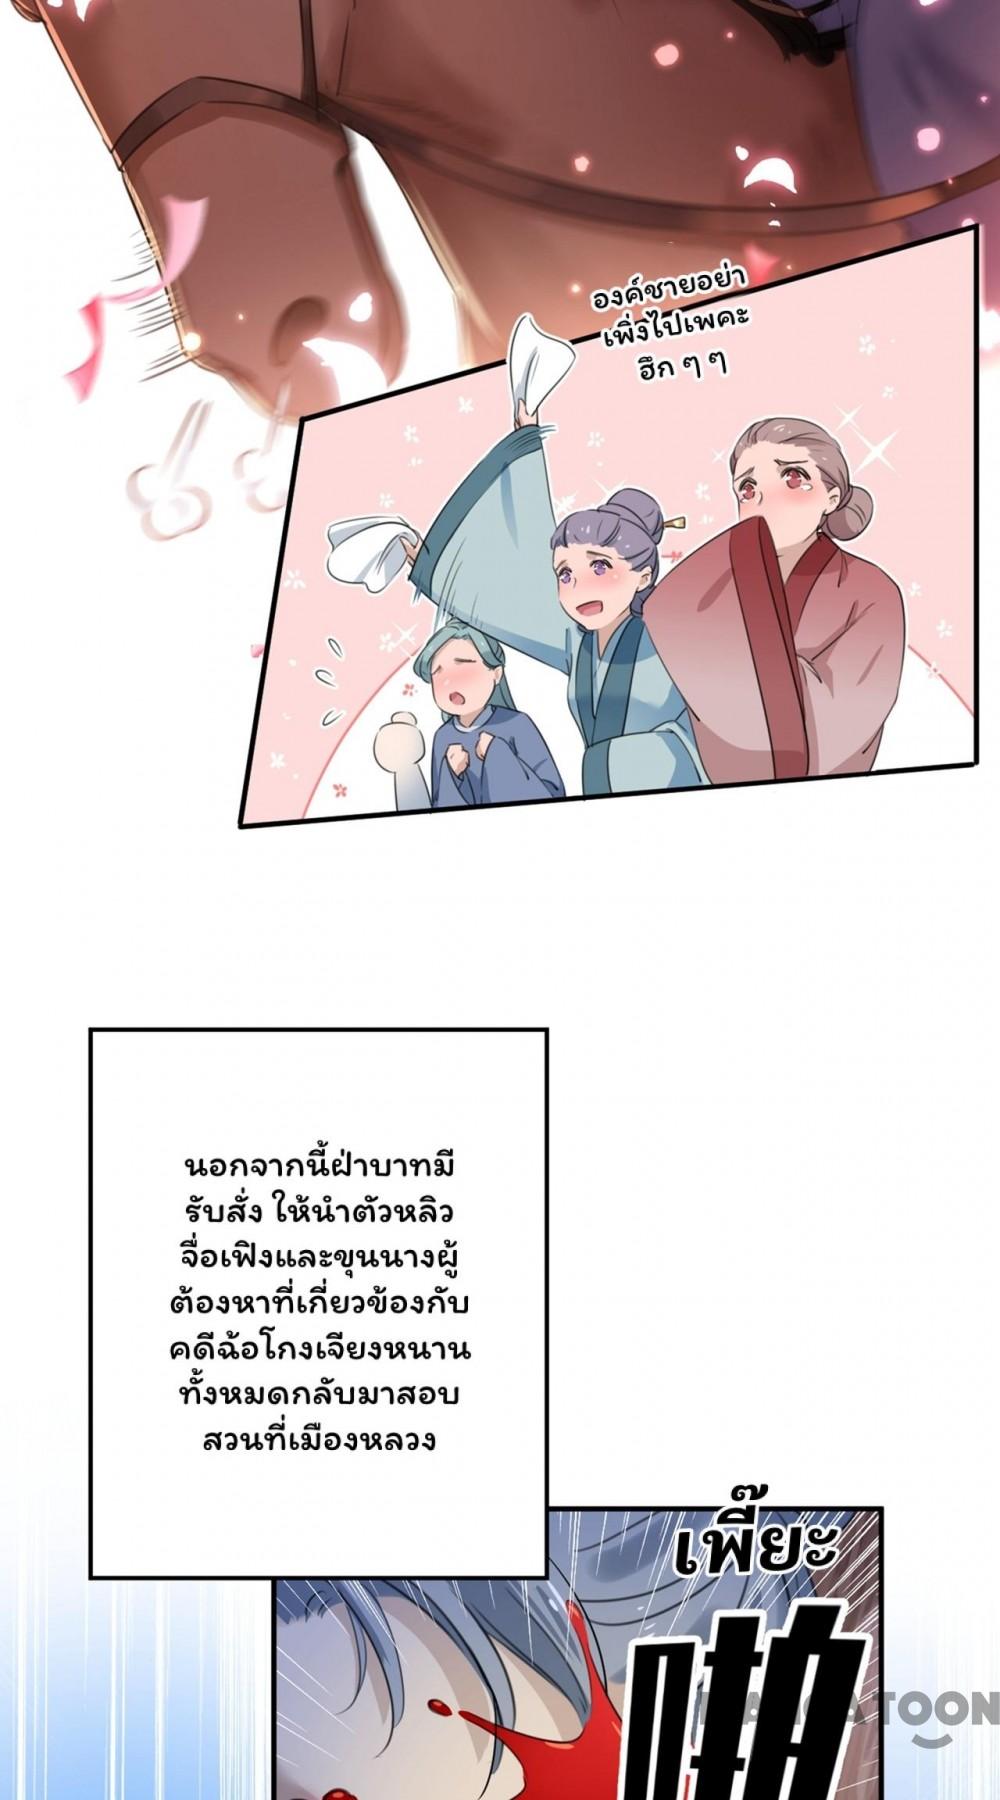 องค์ชายอย่า
เพิ่งไปเพคะ
ฮึก ๆ ๆ
นอกจากนี้ฝ่าบาทมี
รับสั่ง ให้นำตัวหลิว
จื่อเฟิงและขุนนางผู้
ต้องหาที่เกี่ยวข้องกับ
คดีฉ้อโกงเจียงหนาน
ทั้งหมดกลับมาสอบ
สวนที่เมืองหลวง
เพี๊ยะ
啪
MANGATOON